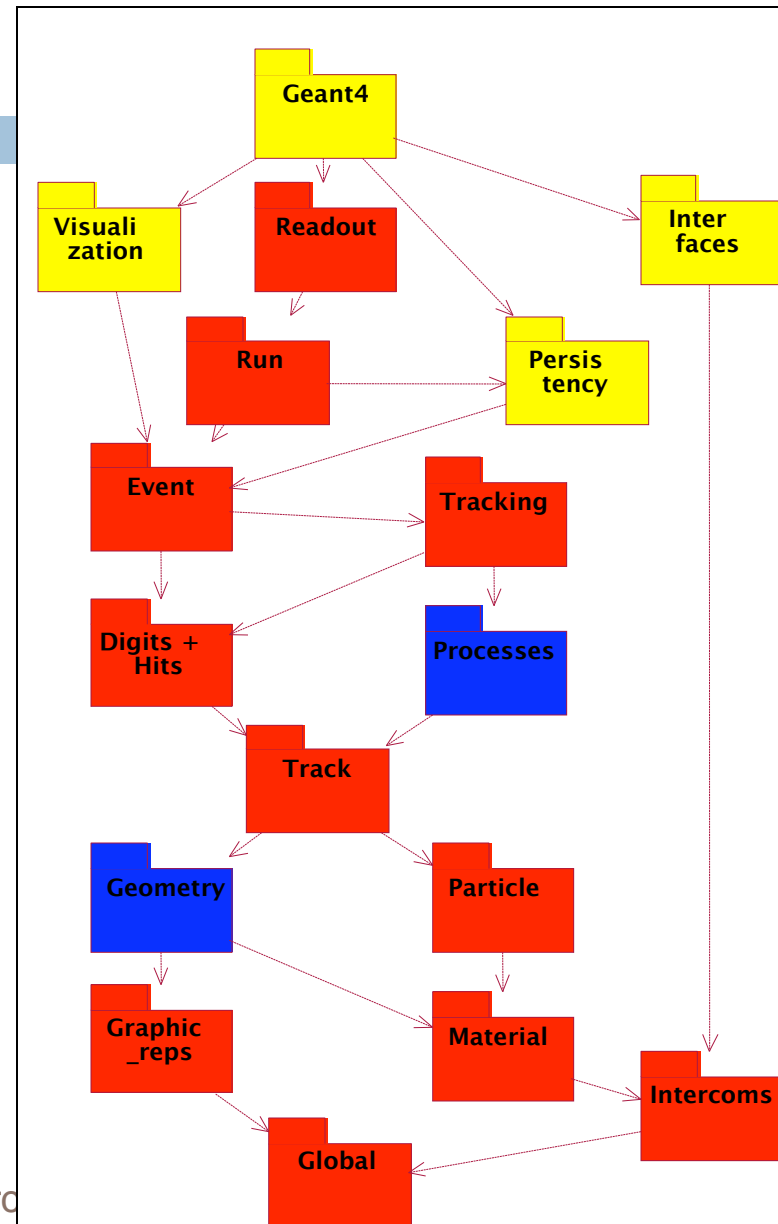 Geant4
Visuali
zation
Readout
Inter
faces
Run
Persis
tency
Event
Tracking
Digits +
Hits
Processes
Track
Geometry
Particle
Graphic
_reps
Material
Intercoms
Global